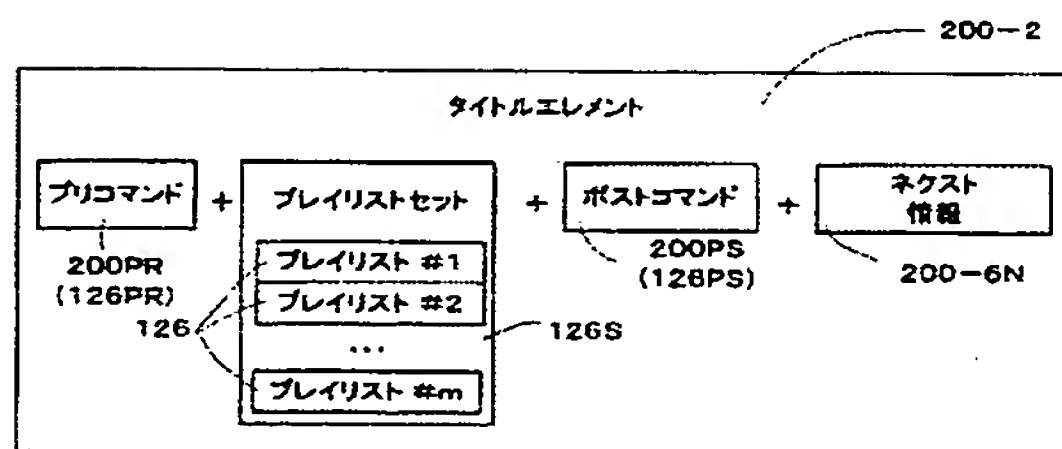 200-2
タイトルエレメント
プリコマンド + プレイリストセット + ポストコマンド + ネクスト
情報
200PR
(126PR)
200PS
(126PS)
200-6N
プレイリスト #1
プレイリスト #2
...
プレイリスト #m
126
126S